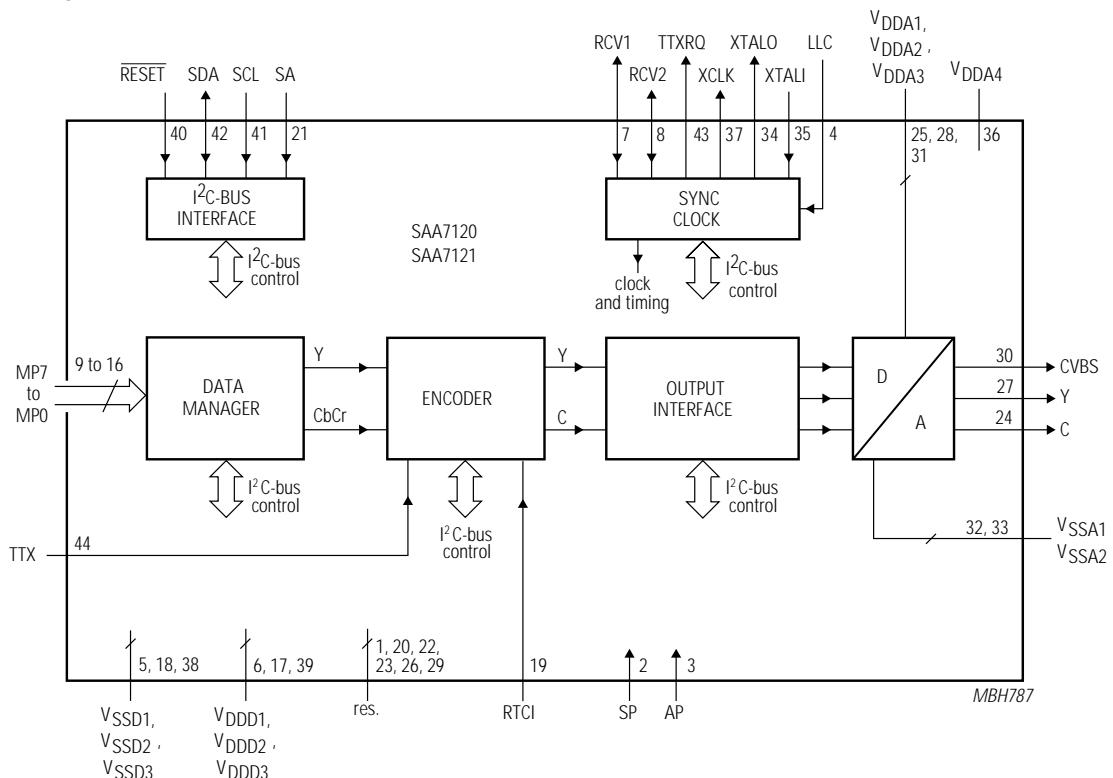 VDDA1,
VDDA2 ,
VDDA3
VDDA4
RCV1 TTXRQ XTALO LLC
RCV2 XCLK XTALI
RESET SDA SCL SA
40 42 41 21
7 8 43 37 34 35 4
25, 28, 36
31
I2C-BUS
INTERFACE
SYNC
CLOCK
SAA7120
SAA7121
I2C-bus
control
clock
and timing
I2C-bus
control
MP7
to
MP0
9 to 16
DATA
MANAGER
Y
CbCr
ENCODER
Y
C
OUTPUT
INTERFACE
D
A
30 CVBS
27 Y
24 C
I2C-bus
control
I2C-bus
control
I2C-bus
control
TTX 44
32, 33 VSSA1
VSSA2
5, 18, 38
6, 17, 39
1, 20, 22,
23, 26, 29
19 2 3
MBH787
VSSD1,
VSSD2 ,
VSSD3
VDDD1,
VDDD2 ,
VDDD3
res. RTCI SP AP